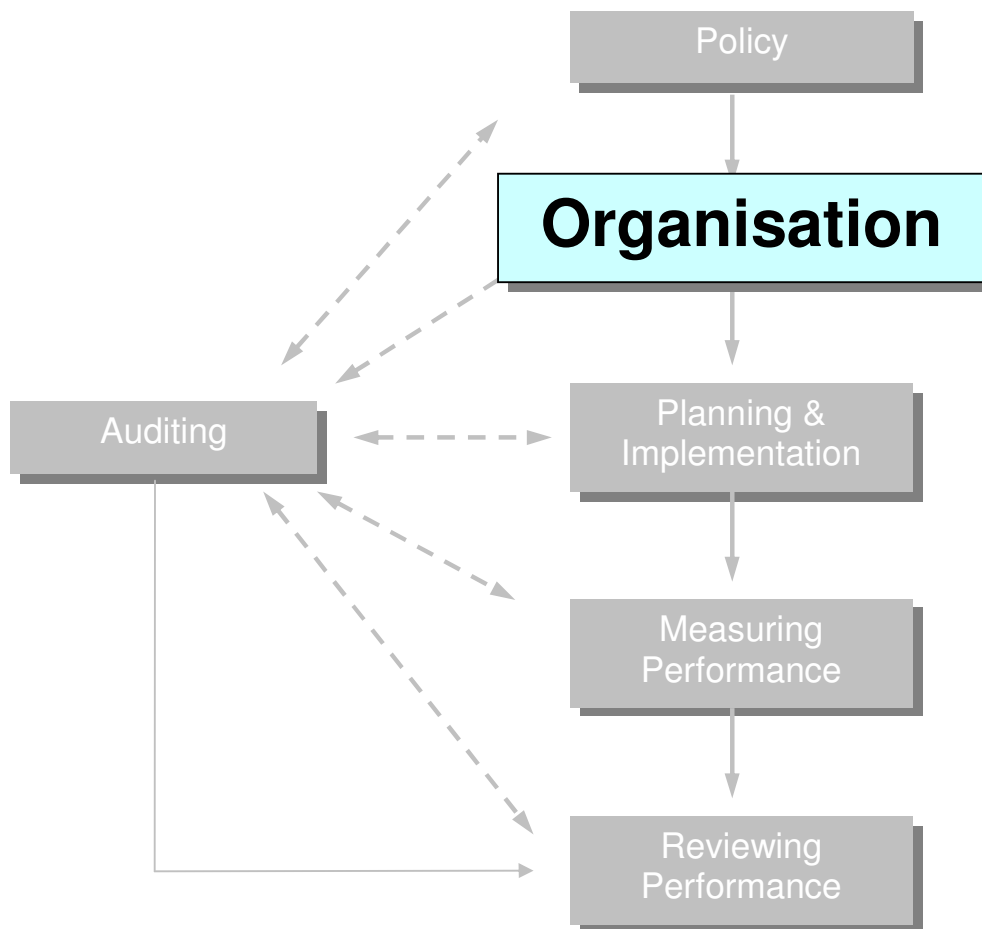 Policy
Organisation
Auditing
Planning &
Implementation
Measuring
Performance
Reviewing
Performance